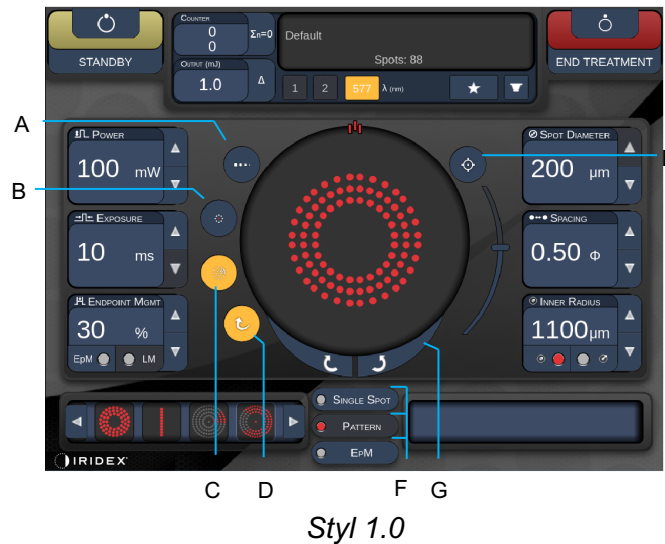 STANDBY
COUNTER
0
0
Σn=0
OUTPUT (mJ)
1.0
Δ
Default
Spots: 88
1 2 577 λ (nm)
END TREATMENT
A
B
POWER
100 mW
EXPOSURE
10 ms
ENDPOINT MGMT
30 %
EpM LM
SPOT DIAMETER
200 µm
SPACING
0.50 Φ
INNER RADIUS
1100µm
SINGLE SPOT
PATTERN
EPM
IRIDEX
C D F G
Styl 1.0